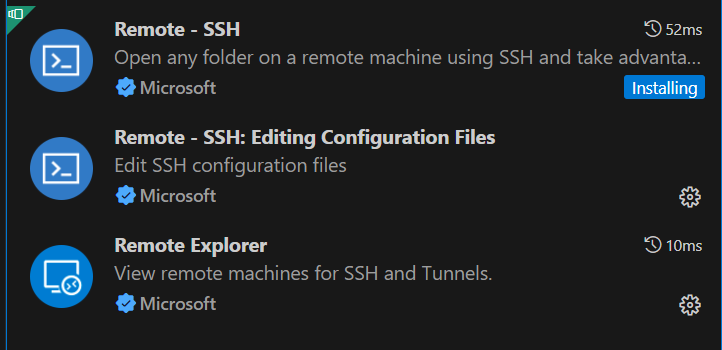 Remote - SSH
52ms
Open any folder on a remote machine using SSH and take advanta...
Microsoft
Installing
Remote - SSH: Editing Configuration Files
Edit SSH configuration files
Microsoft
Remote Explorer
10ms
View remote machines for SSH and Tunnels.
Microsoft